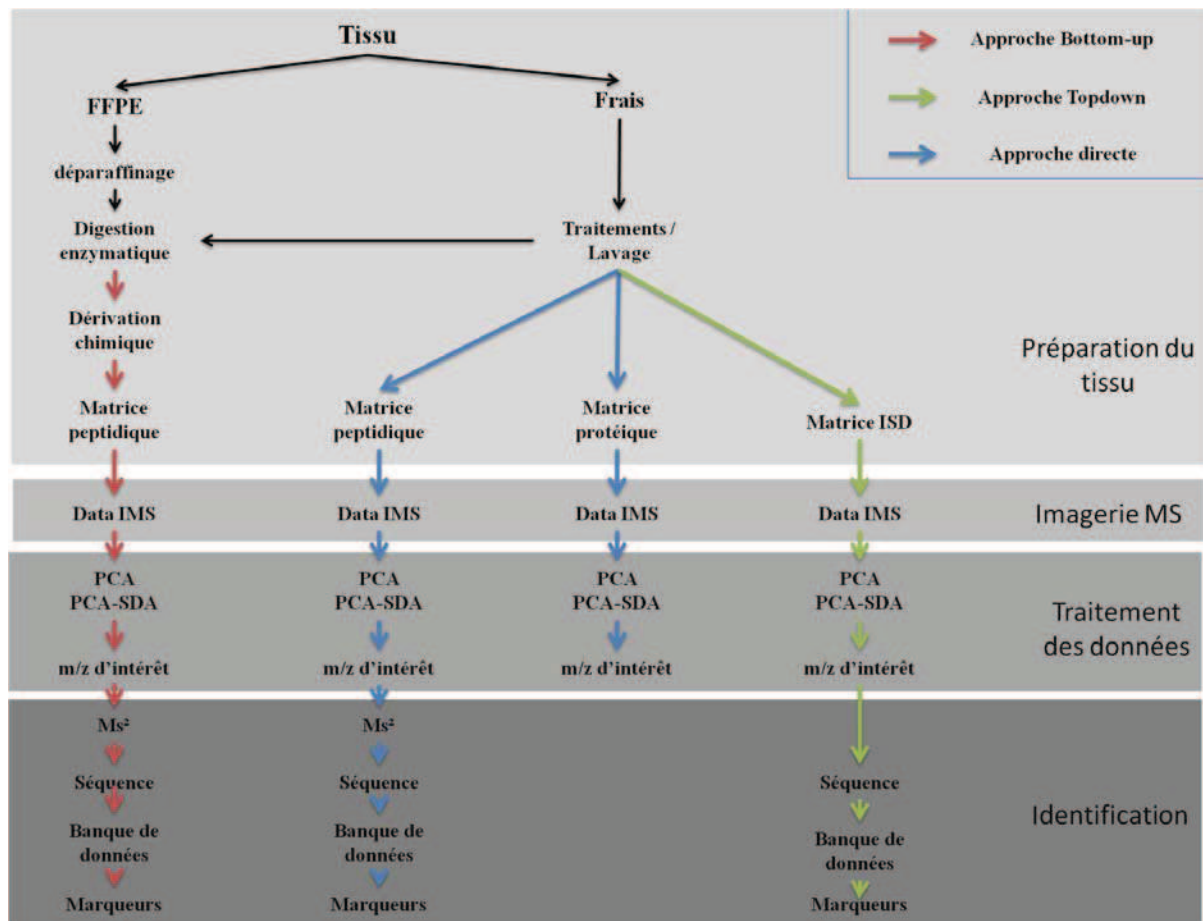 Tissu
Approche Bottom-up
Approche Topdown
Approche directe
FFPE
Frais
déparaffinage
Digestion
enzymatique
Traitements /
Lavage
Dérivation
chimique
Préparation du
tissu
Matrice
peptidique
Matrice
peptidique
Matrice
protéique
Matrice ISD
Data IMS
Data IMS
Data IMS
Data IMS
Imagerie MS
PCA
PCA-SDA
PCA
PCA-SDA
PCA
PCA-SDA
PCA
PCA-SDA
Traitement
des données
m/z d’intérêt
m/z d’intérêt
m/z d’intérêt
m/z d’intérêt
Ms²
Ms²
Séquence
Séquence
Séquence
Identification
Banque de
données
Banque de
données
Banque de
données
Marqueurs
Marqueurs
Marqueurs